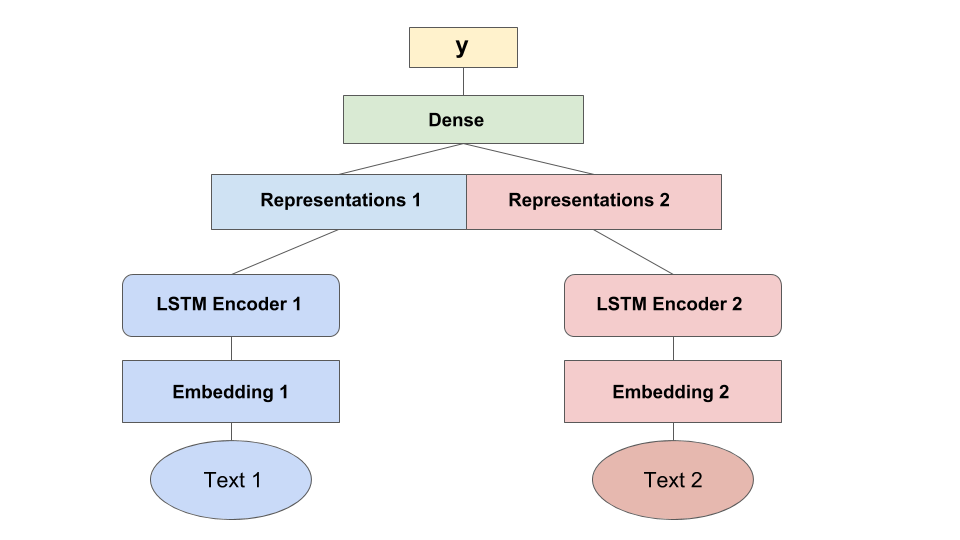 y
Dense
Representations 1
Representations 2
LSTM Encoder 1
LSTM Encoder 2
Embedding 1
Embedding 2
Text 1
Text 2